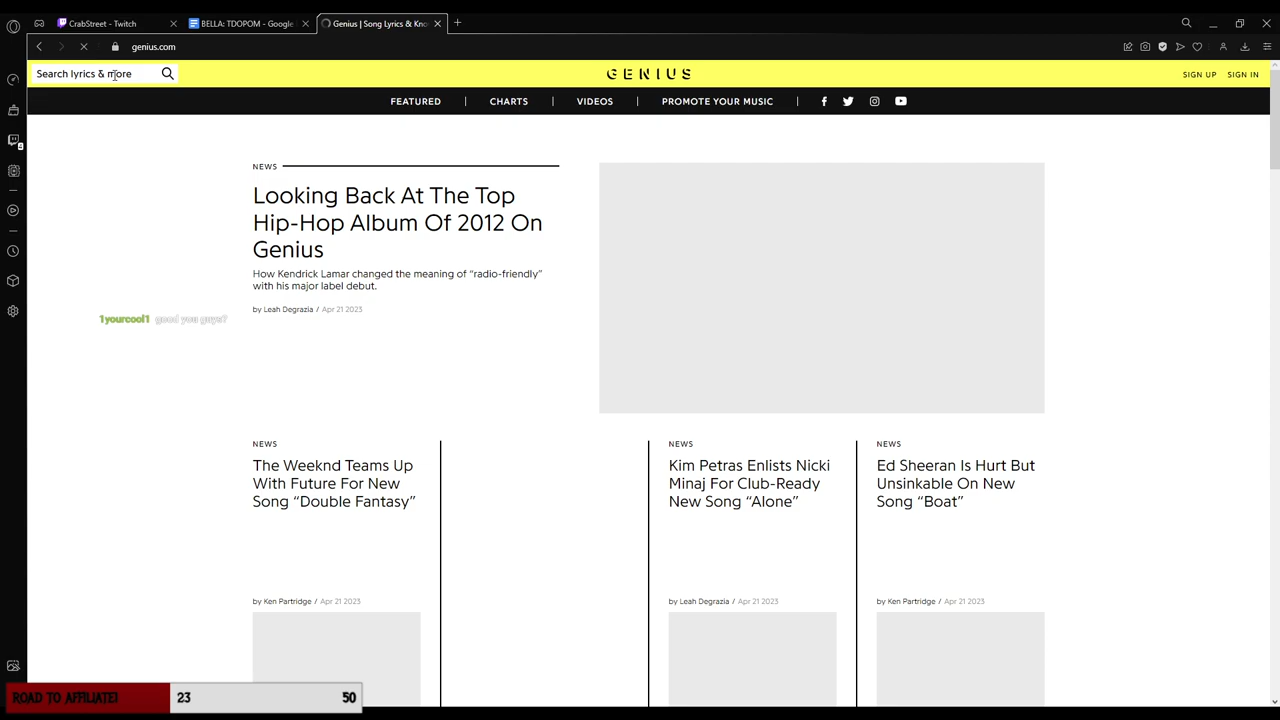 CrabStreet - Twitch
BELLA: TDOPOM - Google
Genius | Song Lyrics & Kno
genius.com
Search lyrics & more
GENIUS
SIGN UP
SIGN IN
FEATURED
CHARTS
VIDEOS
PROMOTE YOUR MUSIC
NEWS
Looking Back At The Top
Hip-Hop Album Of 2012 On
Genius
How Kendrick Lamar changed the meaning of “radio-friendly”
with his major label debut.
by Leah Degrazia / Apr 21 2023
1yourcool1 good you guys?
NEWS
The Weeknd Teams Up
With Future For New
Song “Double Fantasy”
by Ken Partridge / Apr 21 2023
NEWS
Kim Petras Enlists Nicki
Minaj For Club-Ready
New Song “Alone”
by Leah Degrazia / Apr 21 2023
NEWS
Ed Sheeran Is Hurt But
Unsinkable On New
Song “Boat”
by Ken Partridge / Apr 21 2023
ROAD TO AFFILIATE!
23
50